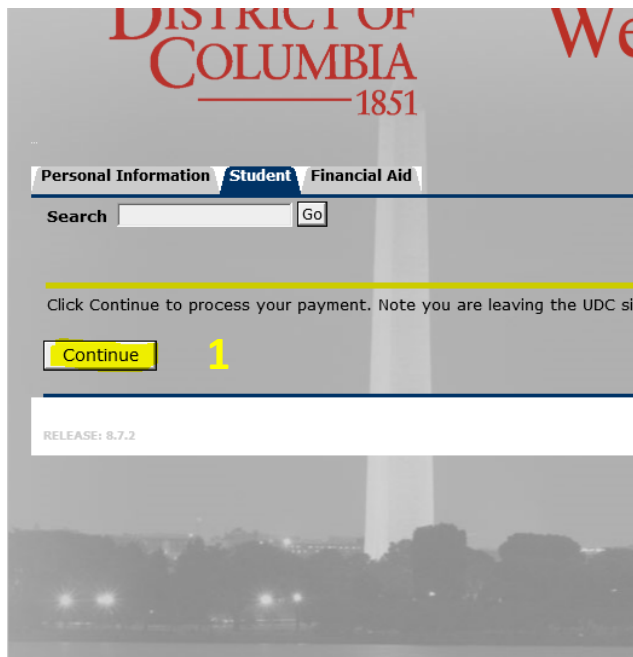 DISTRICT OF
We
COLUMBIA
1851
Personal Information Student Financial Aid
Search Go
Click Continue to process your payment. Note you are leaving the UDC si
Continue 1
RELEASE: 8.7.2